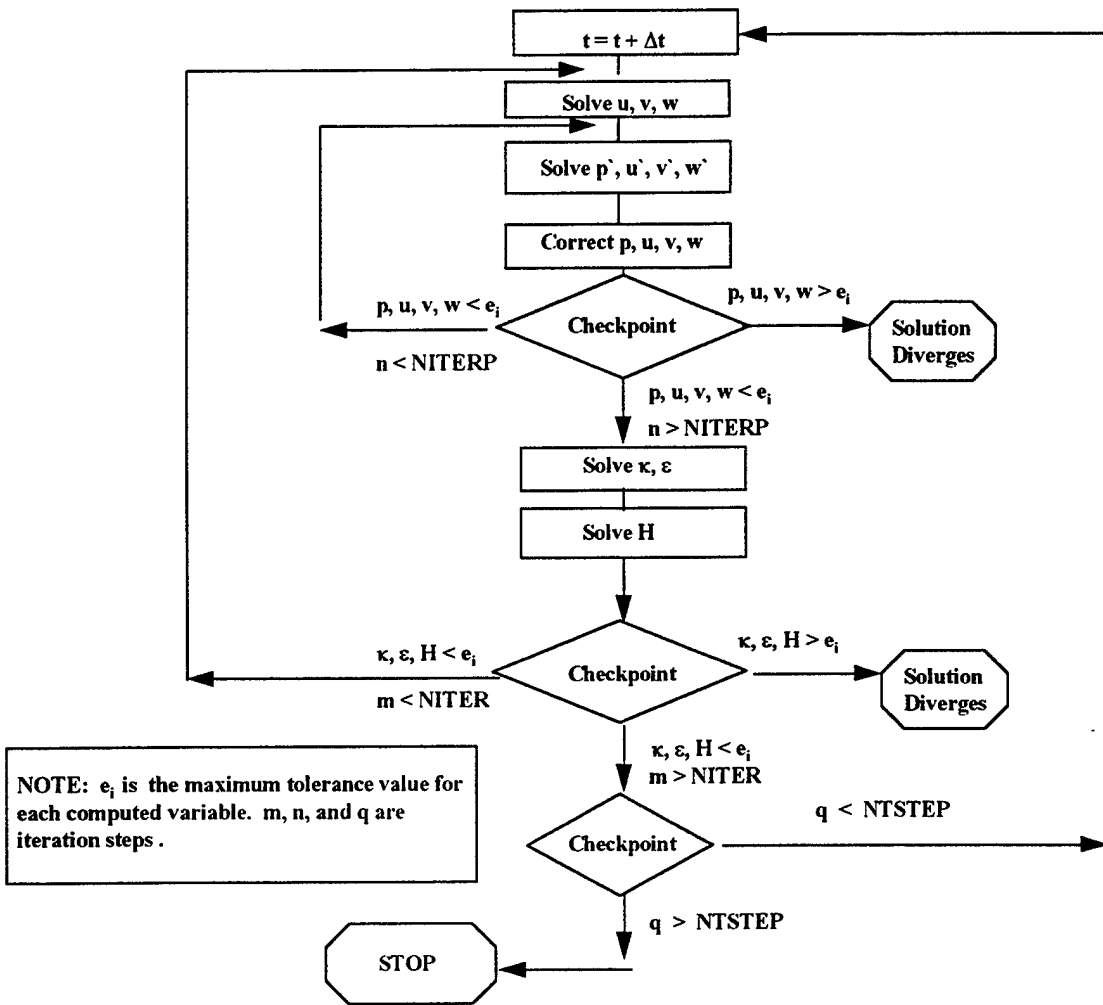 t = t + Δt
Solve u, v, w
Solve p`, u`, v`, w`
Correct p, u, v, w
p, u, v, w < eᵢ
n < NITERP
Checkpoint
p, u, v, w > eᵢ
Solution
Diverges
p, u, v, w < eᵢ
n > NITERP
Solve κ, ε
Solve H
κ, ε, H < eᵢ
m < NITER
Checkpoint
κ, ε, H > eᵢ
Solution
Diverges
κ, ε, H < eᵢ
m > NITER
NOTE: eᵢ is the maximum tolerance value for
each computed variable. m, n, and q are
iteration steps .
Checkpoint
q < NTSTEP
q > NTSTEP
STOP